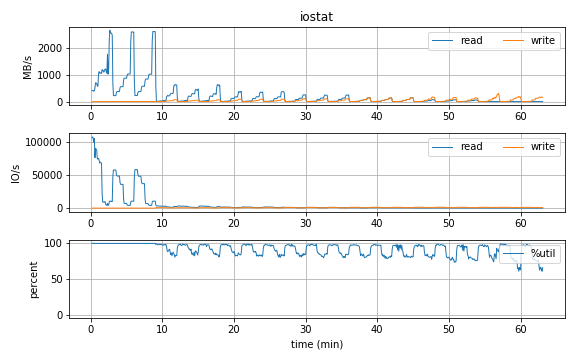 iostat
MB/s
2000
1000
0
read write
0 10 20 30 40 50 60
IO/s
100000
50000
0
read write
0 10 20 30 40 50 60
percent
100
50
0
%util
0 10 20 30 40 50 60
time (min)